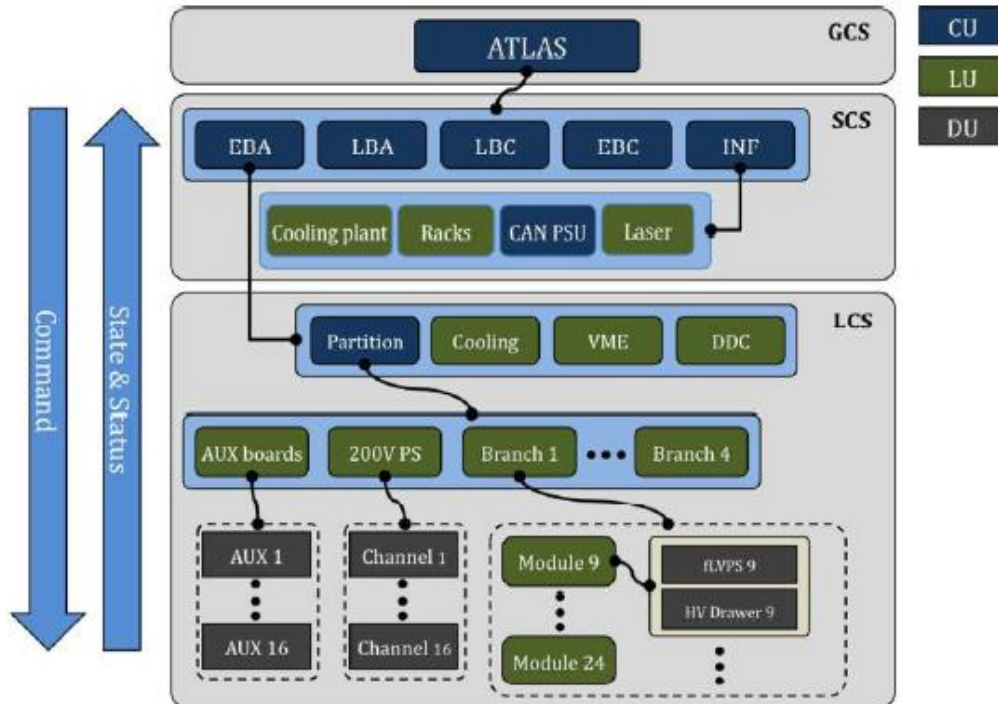 GCS
ATLAS
CU
LU
DU
SCS
EBA
LBA
LBC
EBC
INF
Cooling plant
Racks
CAN PSU
Laser
LCS
Partition
Cooling
VME
DDC
Command
State & Status
AUX boards
200V PS
Branch 1
Branch 4
AUX 1
Channel 1
Module 9
fLVPS 9
HV Drawer 9
AUX 16
Channel 16
Module 24